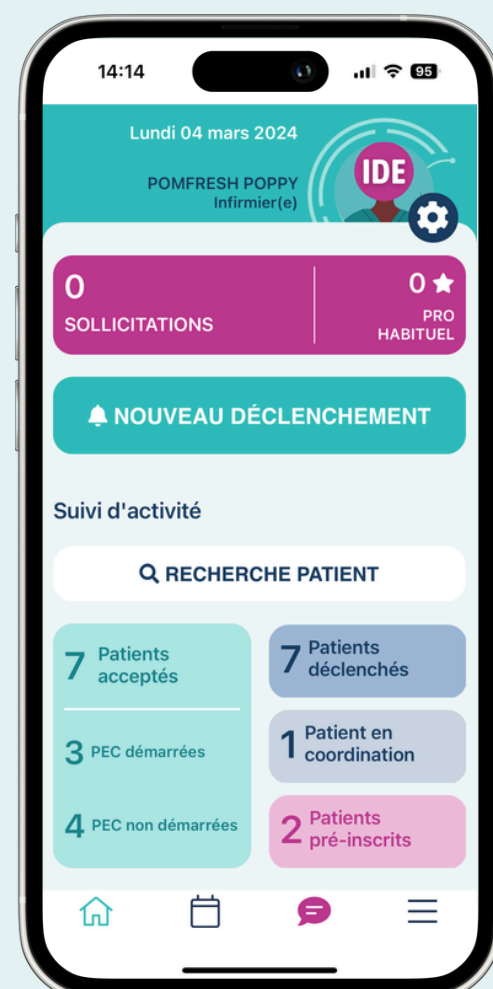 14:14
95
Lundi 04 mars 2024
POMFRESH POPPY
Infirmier(e)
IDE
0
SOLLICITATIONS
0
PRO
HABITUEL
NOUVEAU DÉCLENCHEMENT
Suivi d'activité
RECHERCHE PATIENT
7 Patients
acceptés
3 PEC démarrées
4 PEC non démarrées
7 Patients
déclenchés
1 Patient en
coordination
2 Patients
pré-inscrits